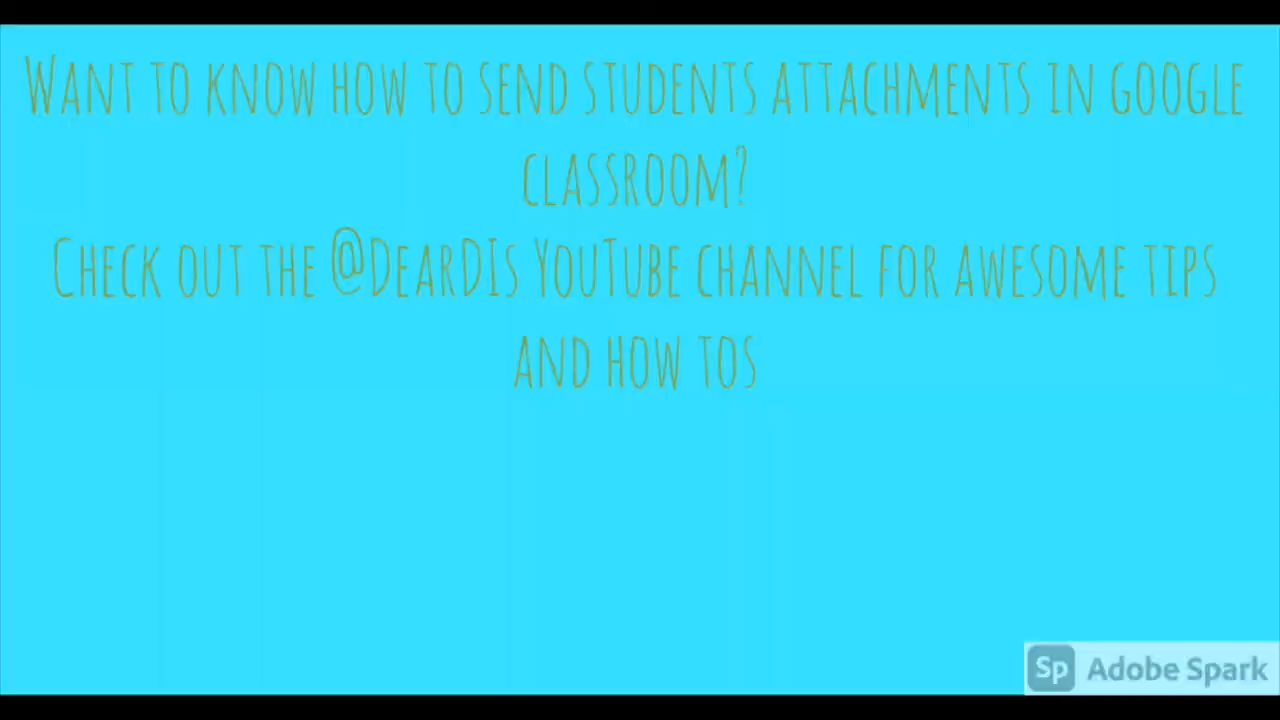 Want to know how to send students attachments in google
classroom?
Check out the @DearDIs YouTube channel for awesome tips
and how tos
Sp Adobe Spark